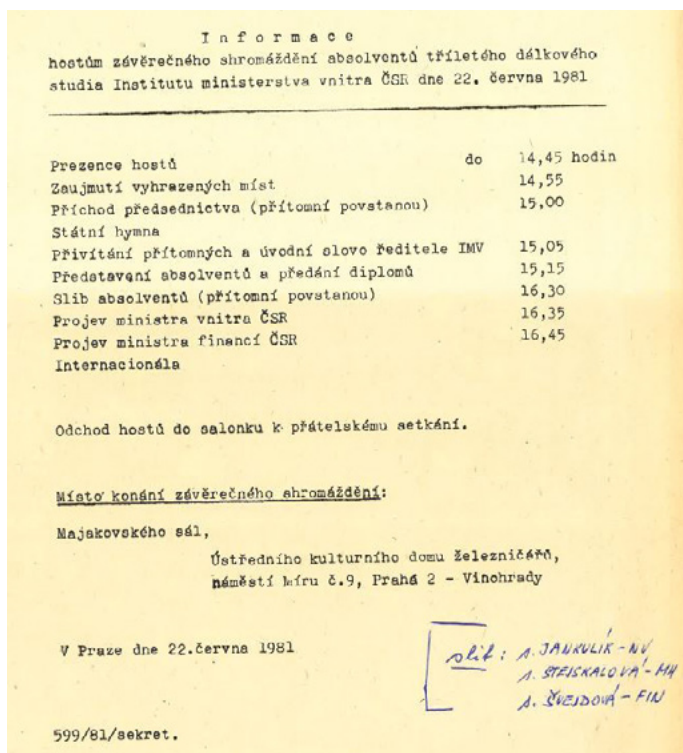 Informace
hostům závěrečného shromáždění absolventů tříletého dálkového
studia Institutu ministerstva vnitra ČSR dne 22. června 1981
Prezence hostů do 14,45 hodin
Zaujmutí vyhrazených míst 14,55
Příchod předsednictva (přítomní povstanou) 15,00
Státní hymna
Přivítání přítomných a úvodní slovo ředitele IMV 15,05
Představení absolventů a předání diplomů 15,15
Slib absolventů (přítomní povstanou) 16,30
Projev ministra vnitra ČSR 16,35
Projev ministra financí ČSR 16,45
Internacionála
Odchod hostů do salonku k přátelskému setkání.
Místo konání závěrečného shromáždění:
Majakovského sál,
Ústředního kulturního domu železničářů,
náměstí Míru č.9, Praha 2 - Vinohrady
V Praze dne 22.června 1981
slib: s. JANKULÍK - NV
s. STEJSKALOVÁ - MH
s. ŠVEJDOVÁ - FIN
599/81/sekret.